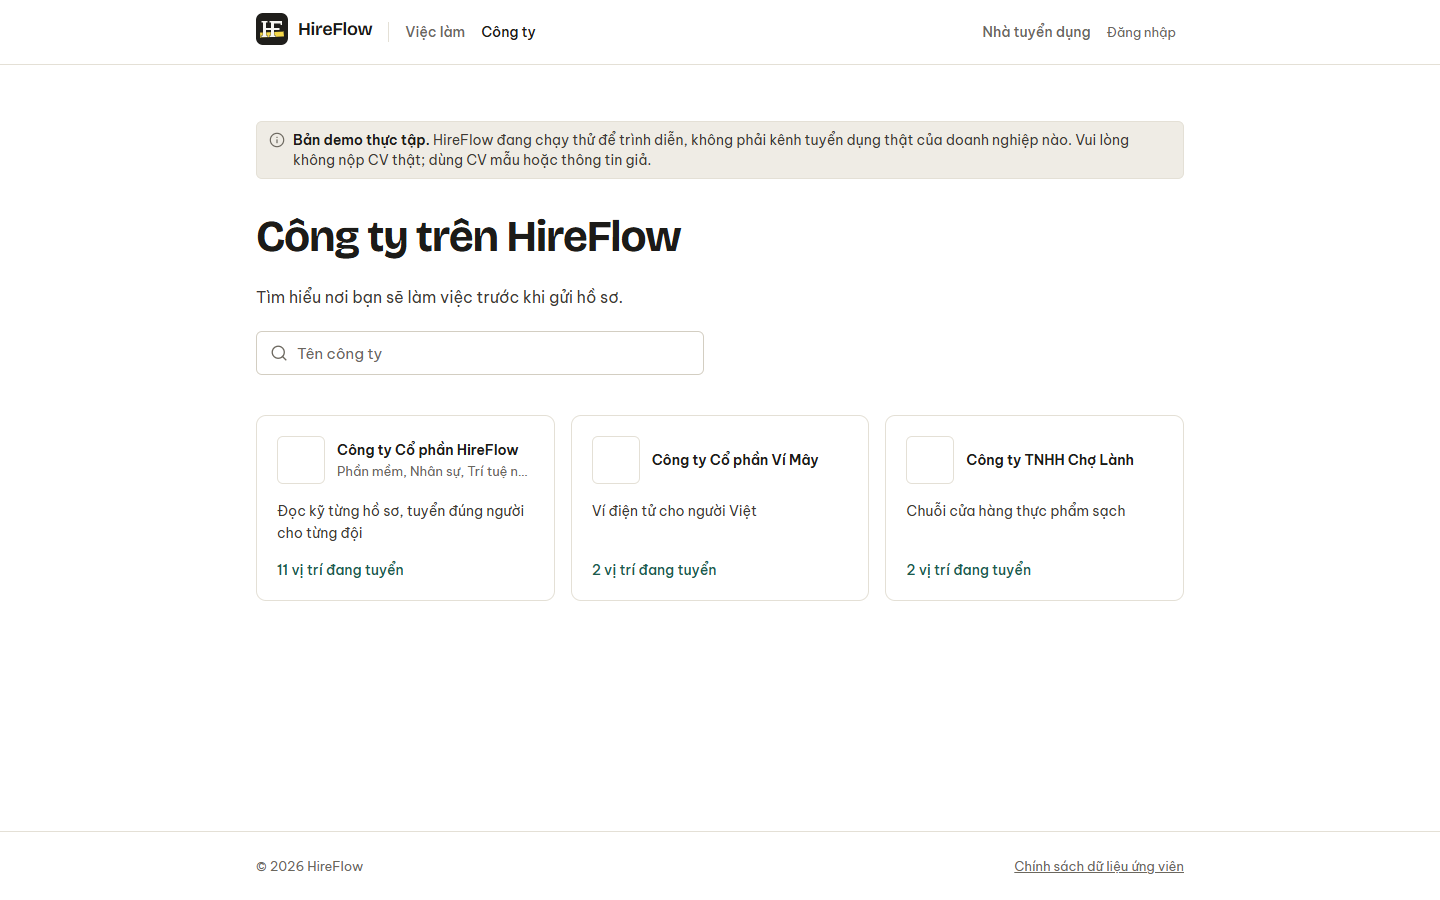 HF HireFlow Việc làm Công ty Nhà tuyển dụng Đăng nhập
Bản demo thực tập. HireFlow đang chạy thử để trình diễn, không phải kênh tuyển dụng thật của doanh nghiệp nào. Vui lòng
không nộp CV thật; dùng CV mẫu hoặc thông tin giả.
Công ty trên HireFlow
Tìm hiểu nơi bạn sẽ làm việc trước khi gửi hồ sơ.
Tên công ty
Công ty Cổ phần HireFlow
Phần mềm, Nhân sự, Trí tuệ n...
Đọc kỹ từng hồ sơ, tuyển đúng người
cho từng đội
11 vị trí đang tuyển
Công ty Cổ phần Ví Mây
Ví điện tử cho người Việt
2 vị trí đang tuyển
Công ty TNHH Chợ Lành
Chuỗi cửa hàng thực phẩm sạch
2 vị trí đang tuyển
© 2026 HireFlow
Chính sách dữ liệu ứng viên